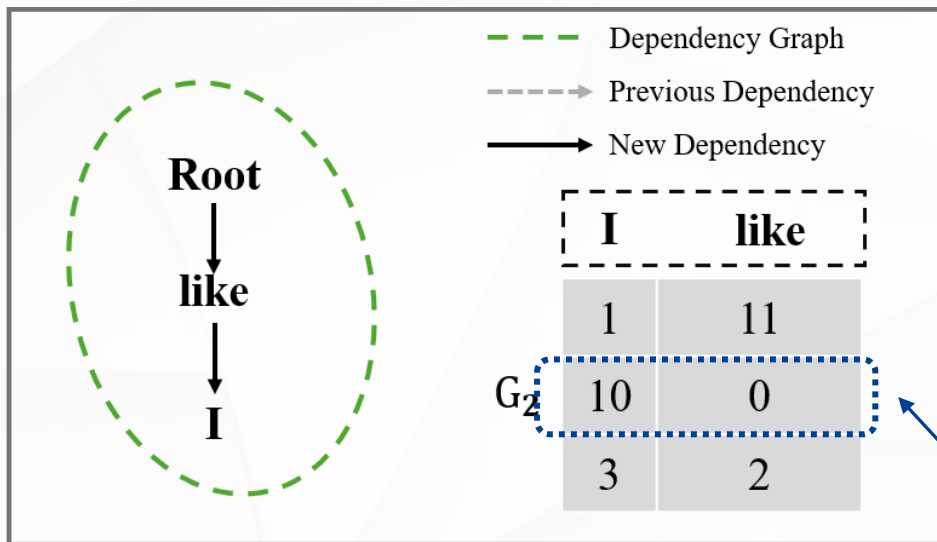 Dependency Graph
Previous Dependency
New Dependency
Root
like
I
I like
1 11
G₂ 10 0
3 2